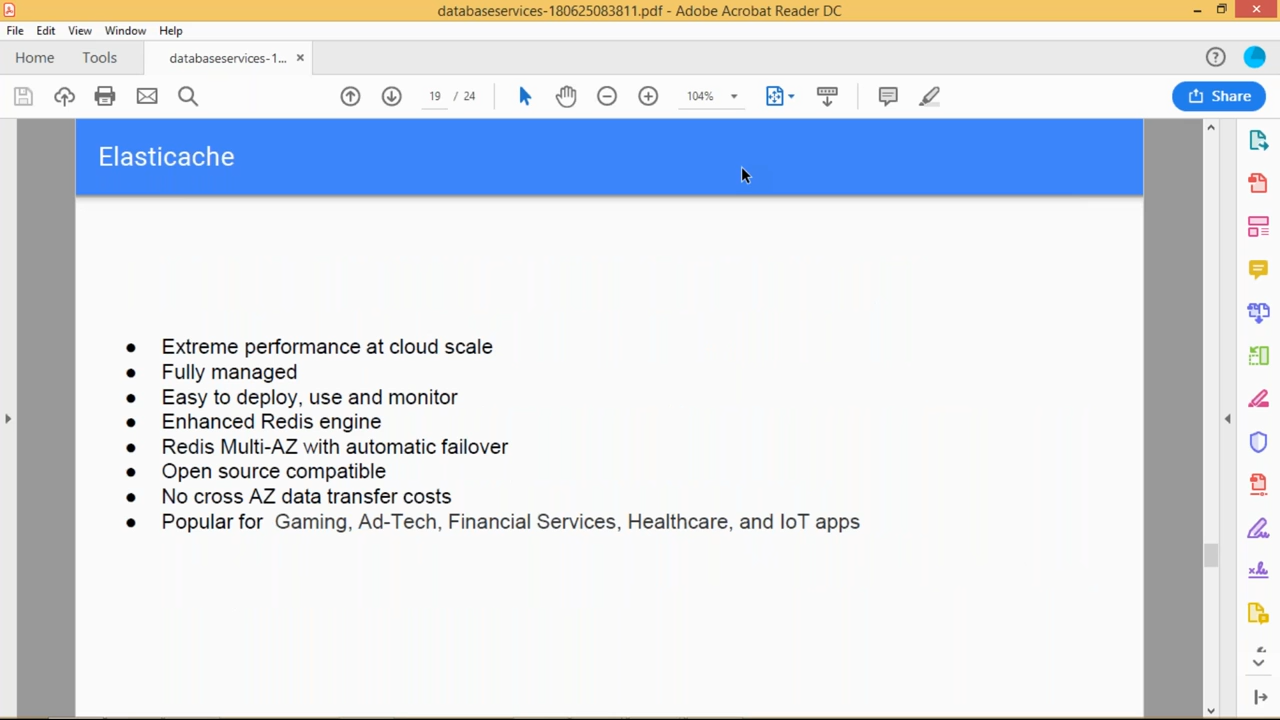 databaseservices-180625083811.pdf - Adobe Acrobat Reader DC
File Edit View Window Help
Home Tools databaseservices-1... ×
19 / 24 104% Share
Elasticache
● Extreme performance at cloud scale
● Fully managed
● Easy to deploy, use and monitor
● Enhanced Redis engine
● Redis Multi-AZ with automatic failover
● Open source compatible
● No cross AZ data transfer costs
● Popular for Gaming, Ad-Tech, Financial Services, Healthcare, and IoT apps